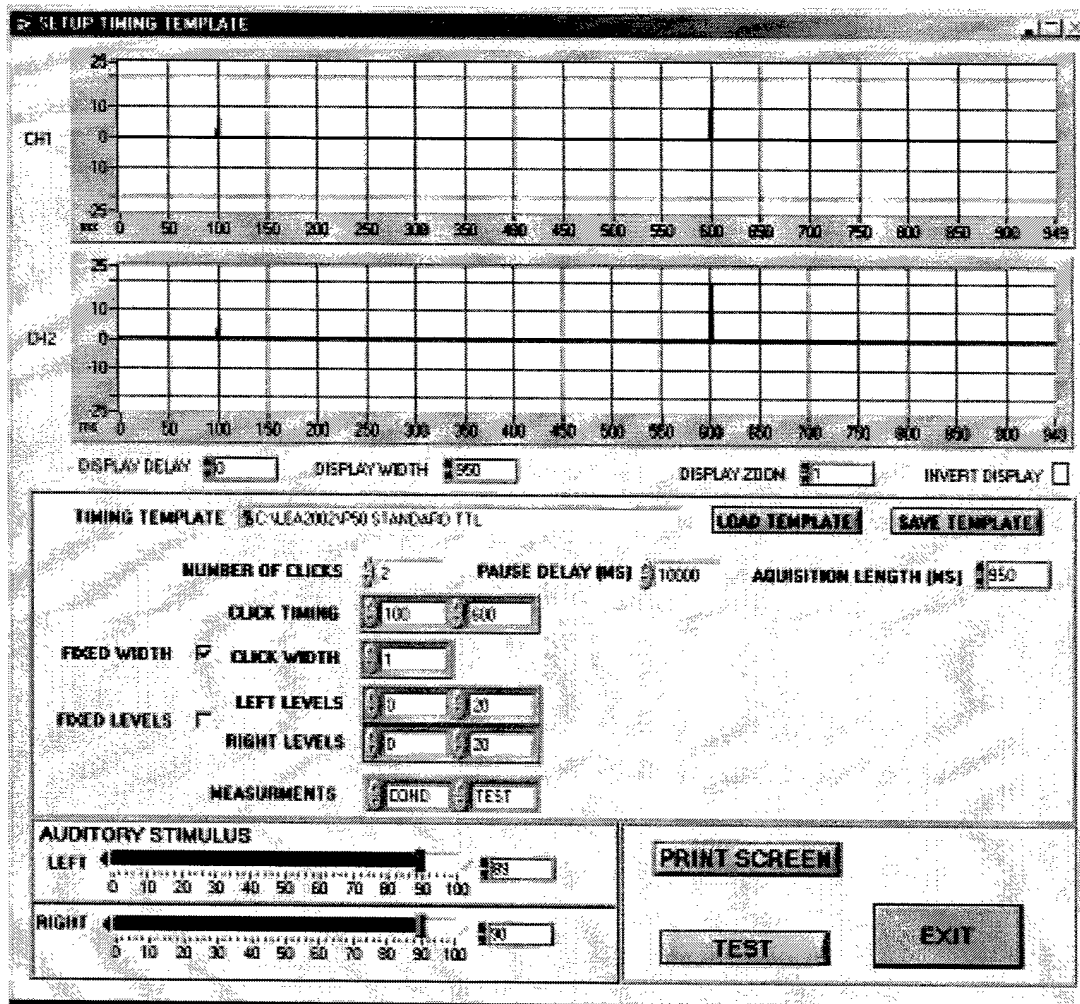 SETUP TIMING TEMPLATE
CH1
25
10
0
-10
-25
ms 0 50 100 150 200 250 300 350 400 450 500 550 600 650 700 750 800 850 900 949
CH2
25
10
0
-10
-25
ms 0 50 100 150 200 250 300 350 400 450 500 550 600 650 700 750 800 850 900 949
DISPLAY DELAY 0 DISPLAY WIDTH 950 DISPLAY ZOOM 1 INVERT DISPLAY
TIMING TEMPLATE C:\LEA2002\P50 STANDARD.TTL LOAD TEMPLATE SAVE TEMPLATE
NUMBER OF CLICKS 2 PAUSE DELAY (MS) 10000 AQUISITION LENGTH (MS) 950
CLICK TIMING 100 600
FIXED WIDTH CLICK WIDTH 1
LEFT LEVELS 0 20
FIXED LEVELS
RIGHT LEVELS 0 20
MEASURMENTS COND TEST
AUDITORY STIMULUS
LEFT
0 10 20 30 40 50 60 70 80 90 100
RIGHT 90
0 10 20 30 40 50 60 70 80 90 100
PRINT SCREEN
TEST
EXIT